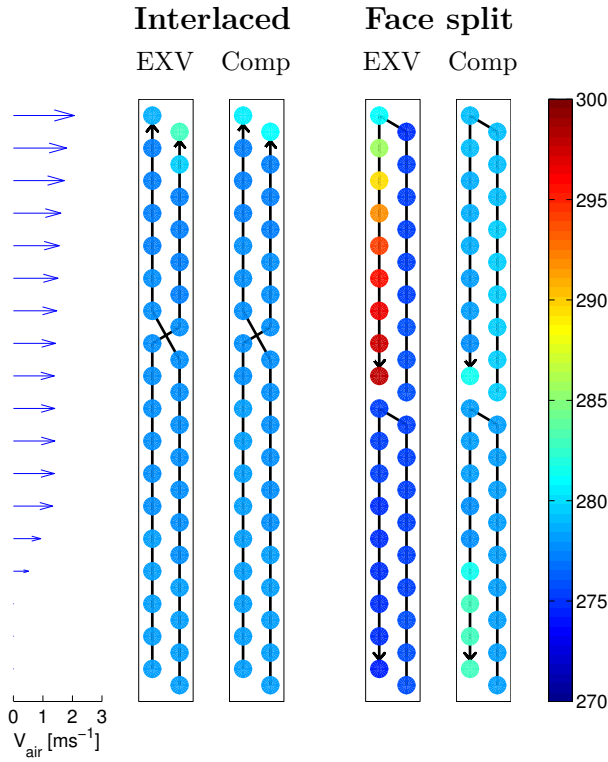 Interlaced Face split
EXV Comp EXV Comp
300
295
290
285
280
275
270
0 1 2 3
V_air [ms⁻¹]